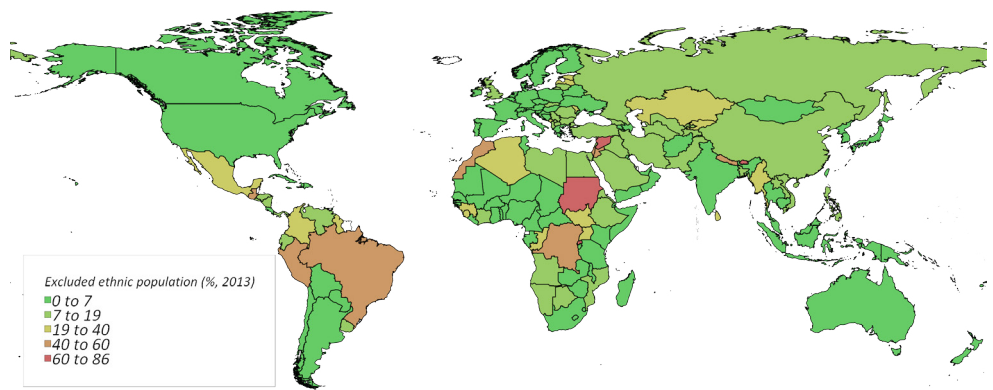 Excluded ethnic population (%, 2013)
0 to 7
7 to 19
19 to 40
40 to 60
60 to 86